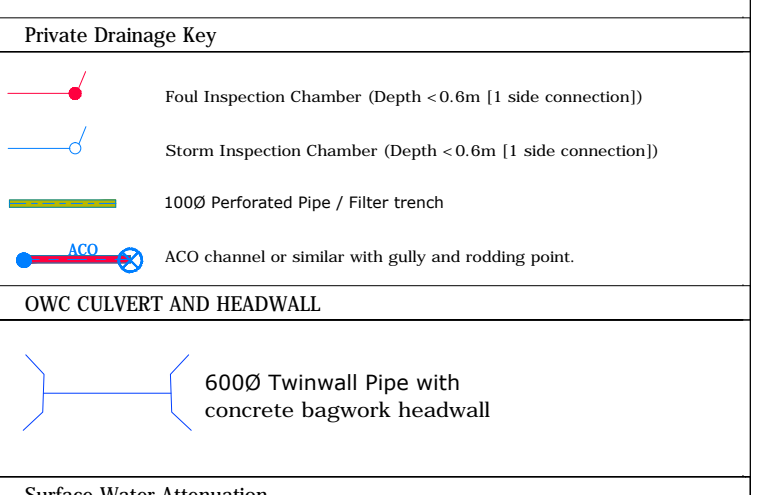 Private Drainage Key
Foul Inspection Chamber (Depth <0.6m [1 side connection])
Storm Inspection Chamber (Depth <0.6m [1 side connection])
100Ø Perforated Pipe / Filter trench
ACO
ACO channel or similar with gully and rodding point.
OWC CULVERT AND HEADWALL
600Ø Twinwall Pipe with
concrete bagwork headwall
Surface Water Attenuation